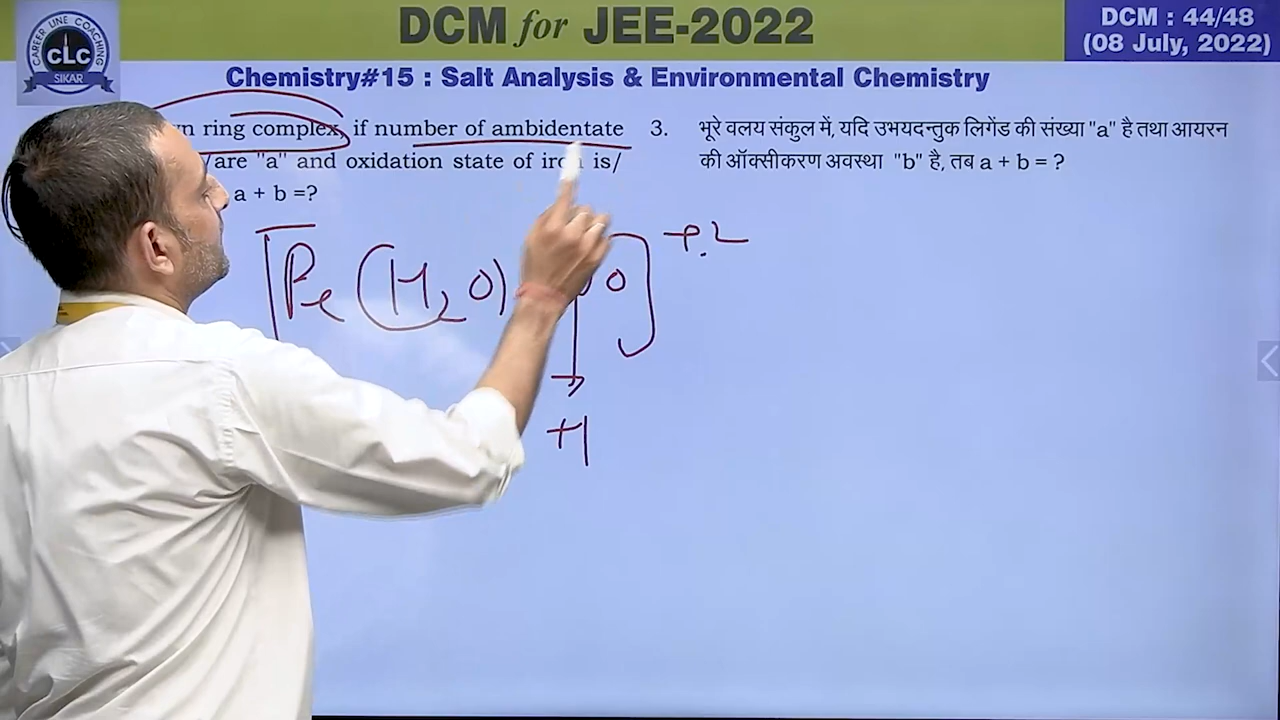 DCM for JEE-2022
DCM : 44/48
(08 July, 2022)
CAREER LINE COACHING
CLC
SIKAR
Chemistry#15 : Salt Analysis & Environmental Chemistry
ring complex, if number of ambidentate
/are "a" and oxidation state of iron is/
a + b =?
3. भूरे वलय संकुल में, यदि उभयदन्तुक लिगेंड की संख्या "a" है तथा आयरन
की ऑक्सीकरण अवस्था "b" है, तब a + b = ?
[Fe(H2O) O]+2
+1